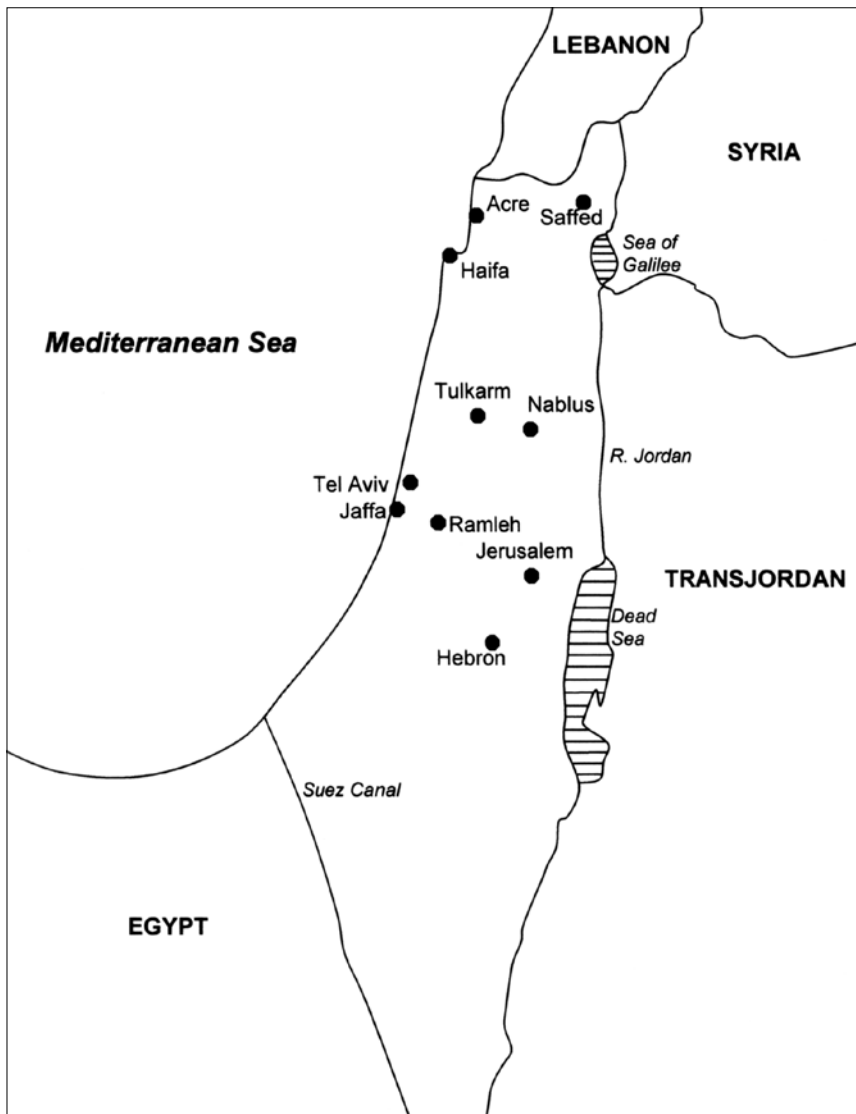 LEBANON
SYRIA
Acre
Saffed
Sea of
Galilee
Haifa
Mediterranean Sea
Tulkarm
Nablus
R. Jordan
Tel Aviv
Jaffa
Ramleh
Jerusalem
TRANSJORDAN
Dead
Sea
Hebron
Suez Canal
EGYPT